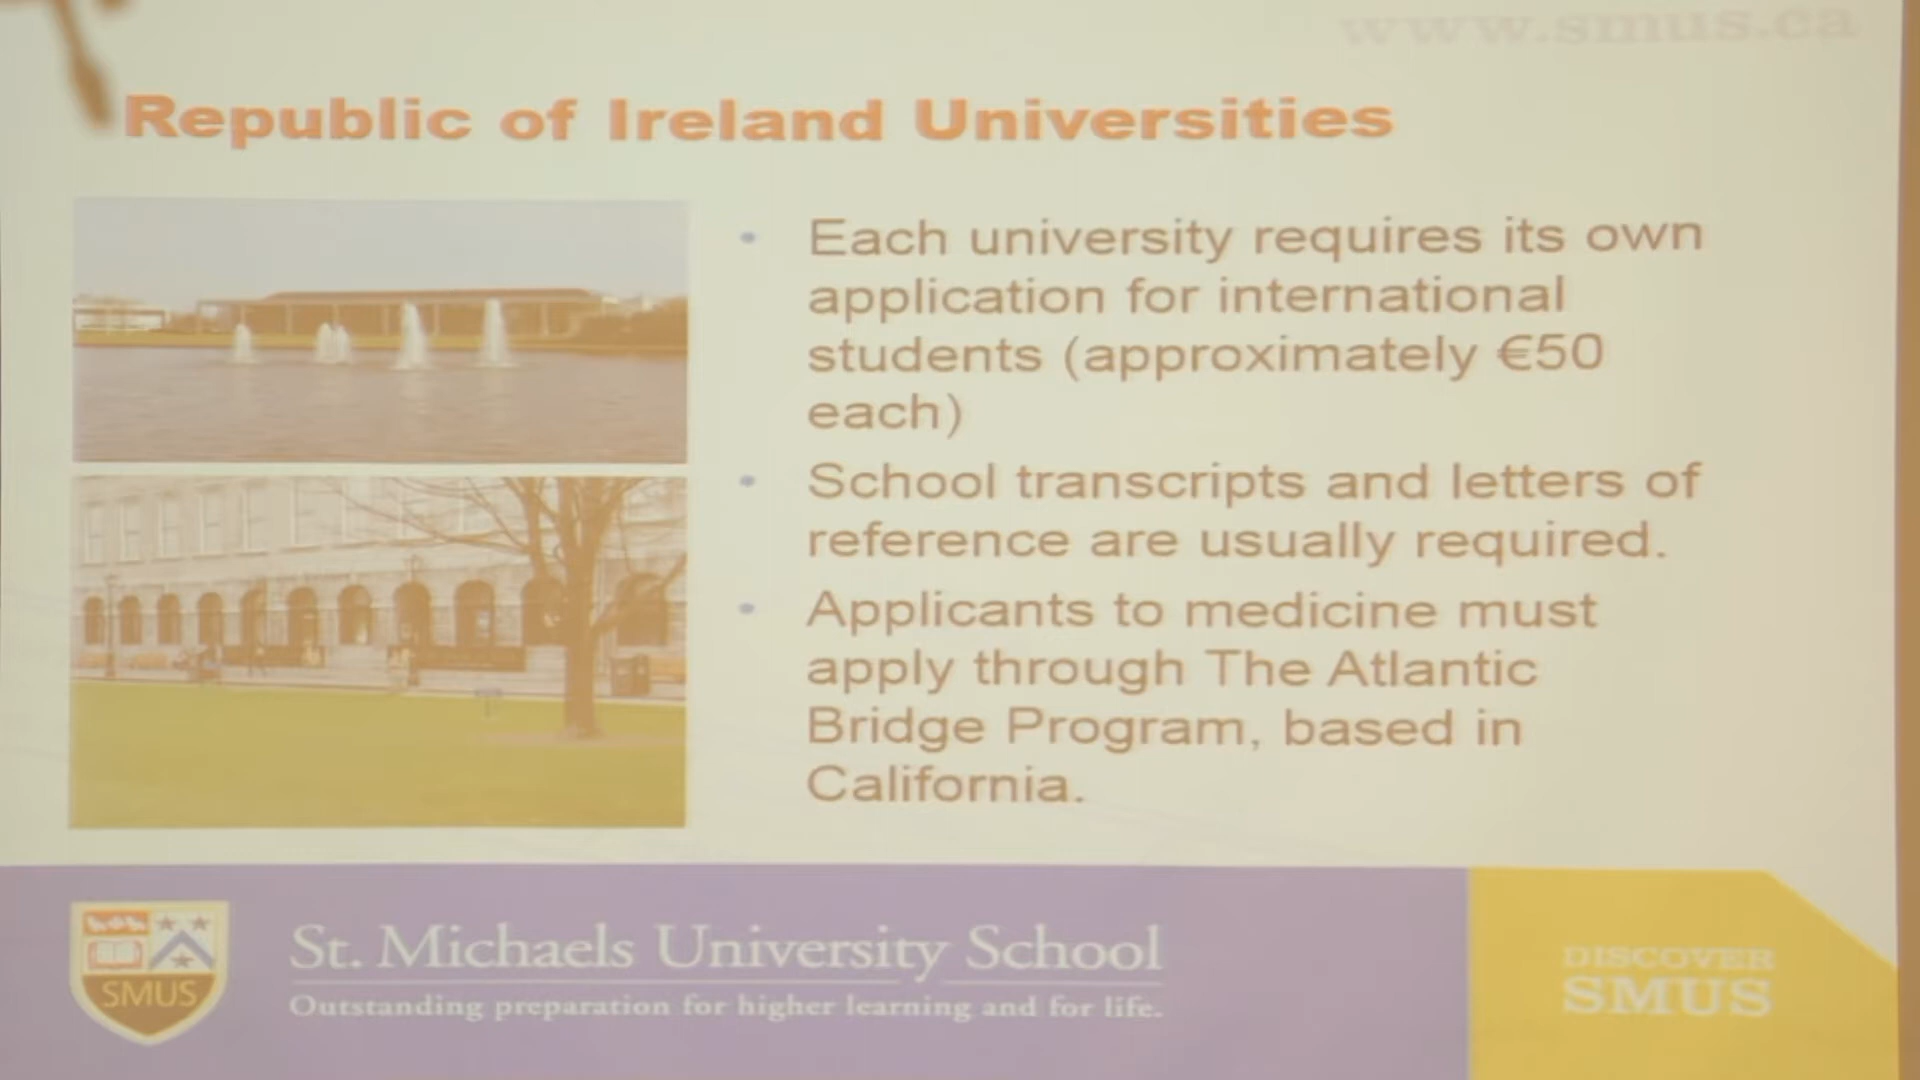 www.smus.ca
Republic of Ireland Universities
• Each university requires its own
application for international
students (approximately €50
each)
• School transcripts and letters of
reference are usually required.
• Applicants to medicine must
apply through The Atlantic
Bridge Program, based in
California.
SMUS
St. Michaels University School
Outstanding preparation for higher learning and for life.
DISCOVER
SMUS